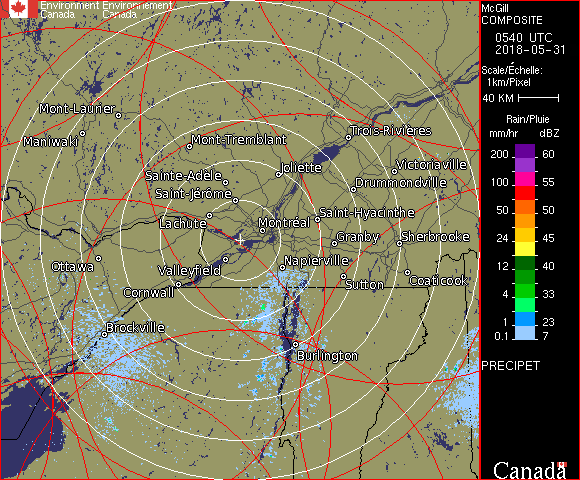 Environment Environnement
Canada Canada
McGill
COMPOSITE
0540 UTC
2018-05-31
Scale/Échelle:
1km/Pixel
40 KM
Rain/Pluie
mm/hr dBZ
200 60
55
100 55
50 50
24 45
12 40
4 33
1 23
0.1 7
PRECIPET
Canada
Mont-Laurier
Maniwaki
Mont-Tremblant
Trois-Rivières
Joliette
Victoriaville
Sainte-Adèle
Drummondville
Saint-Jérôme
Saint-Hyacinthe
Lachute
Montréal
Granby
Sherbrooke
Ottawa
Napierville
Valleyfield
Sutton
Coaticook
Cornwall
Brockville
Burlington